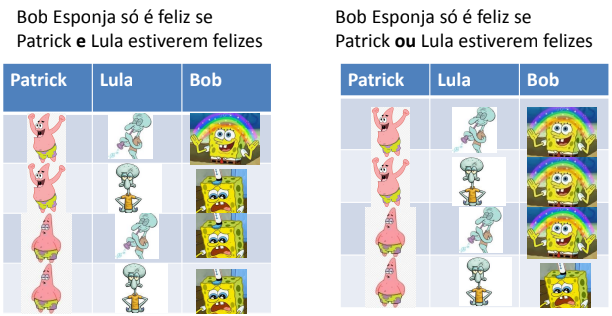 Bob Esponja só é feliz se
Patrick e Lula estiverem felizes
Patrick Lula Bob
Bob Esponja só é feliz se
Patrick ou Lula estiverem felizes
Patrick Lula Bob